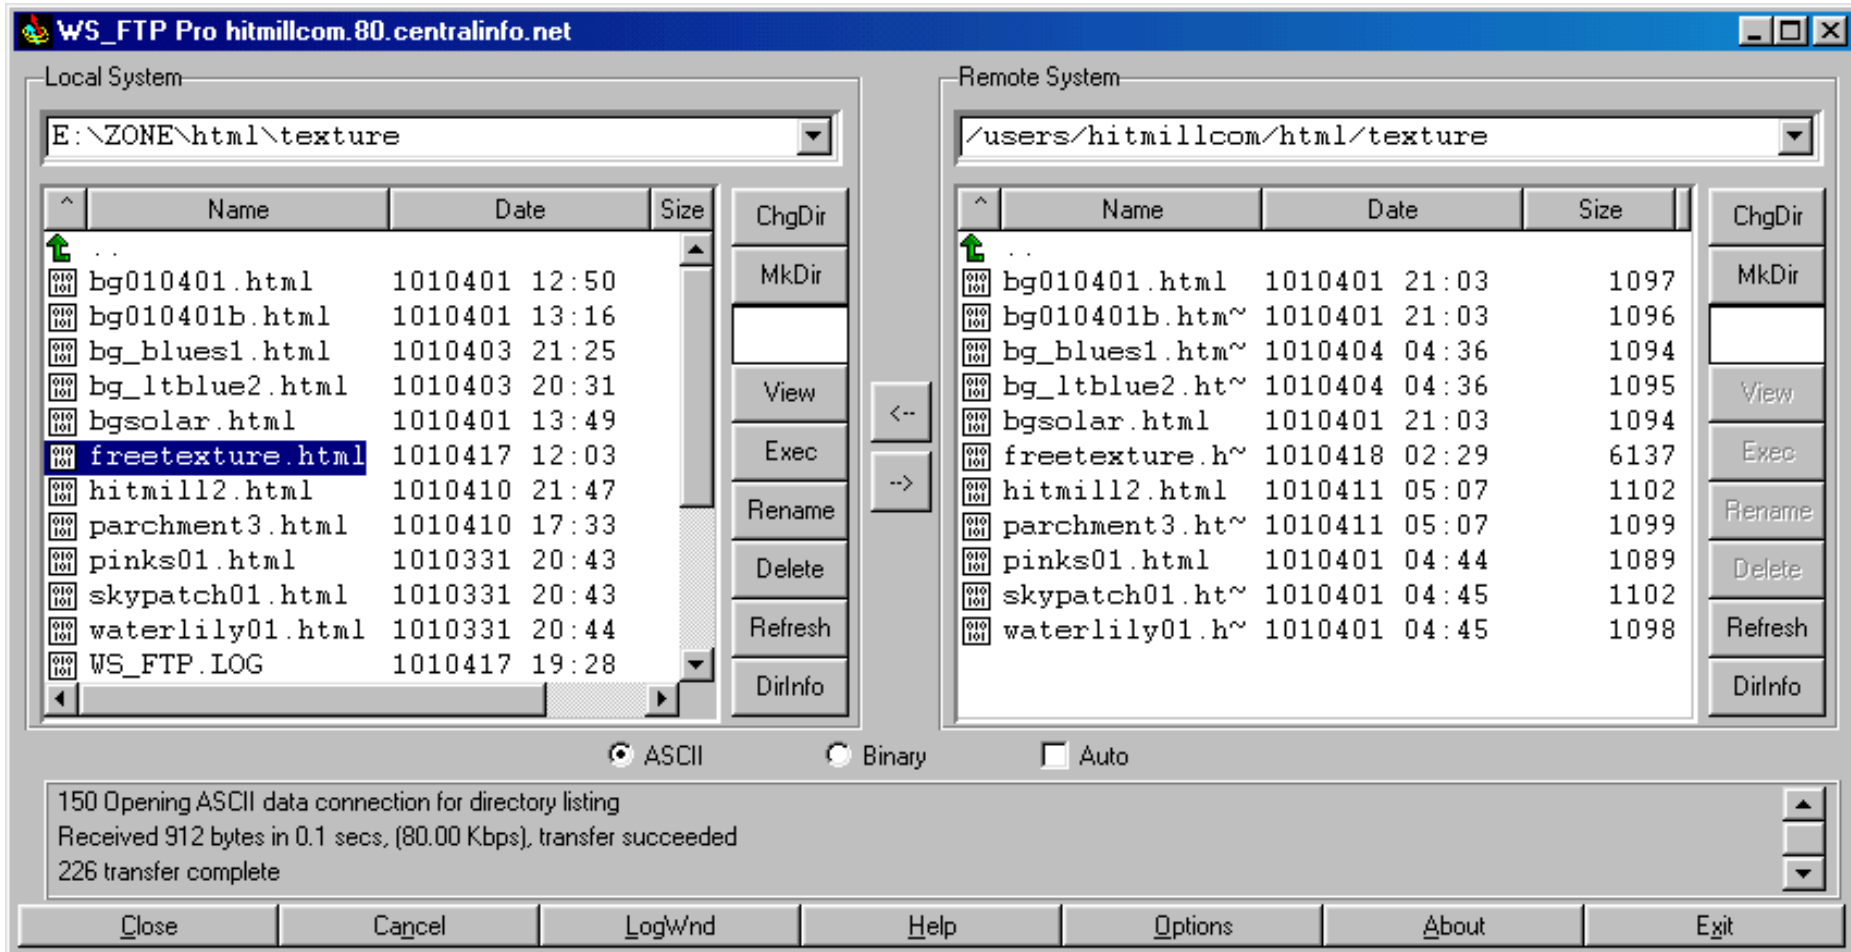 WS_FTP Pro hitmillcom.80.centralinfo.net
Local System
E:\ZONE\html\texture
^ Name Date Size
..
bg010401.html 1010401 12:50
bg010401b.html 1010401 13:16
bg_blues1.html 1010403 21:25
bg_ltblue2.html 1010403 20:31
bgsolar.html 1010401 13:49
freetexture.html 1010417 12:03
hitmill2.html 1010410 21:47
parchment3.html 1010410 17:33
pinks01.html 1010331 20:43
skypatch01.html 1010331 20:43
waterlily01.html 1010331 20:44
WS_FTP.LOG 1010417 19:28
ChgDir
MkDir
View
Exec
Rename
Delete
Refresh
DirInfo
<--
-->
Remote System
/users/hitmillcom/html/texture
^ Name Date Size
..
bg010401.html 1010401 21:03 1097
bg010401b.htm~ 1010401 21:03 1096
bg_blues1.htm~ 1010404 04:36 1094
bg_ltblue2.ht~ 1010404 04:36 1095
bgsolar.html 1010401 21:03 1094
freetexture.h~ 1010418 02:29 6137
hitmill2.html 1010411 05:07 1102
parchment3.ht~ 1010411 05:07 1099
pinks01.html 1010401 04:44 1089
skypatch01.ht~ 1010401 04:45 1102
waterlily01.h~ 1010401 04:45 1098
ChgDir
MkDir
View
Exec
Rename
Delete
Refresh
DirInfo
ASCII Binary Auto
150 Opening ASCII data connection for directory listing
Received 912 bytes in 0.1 secs, (80.00 Kbps), transfer succeeded
226 transfer complete
Close Cancel LogWnd Help Options About Exit